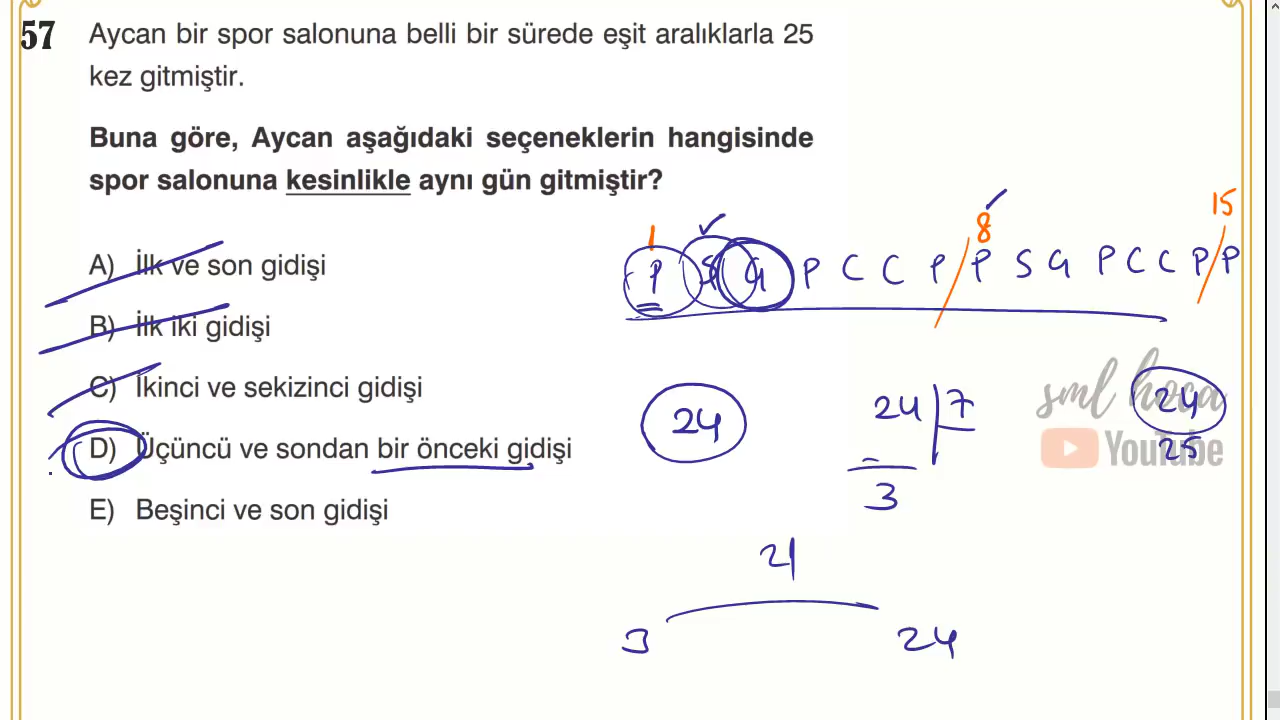 57
Aycan bir spor salonuna belli bir sürede eşit aralıklarla 25
kez gitmiştir.
Buna göre, Aycan aşağıdaki seçeneklerin hangisinde
spor salonuna kesinlikle aynı gün gitmiştir?
A) İlk ve son gidişi
B) İlk iki gidişi
C) İkinci ve sekizinci gidişi
D) Üçüncü ve sondan bir önceki gidişi
E) Beşinci ve son gidişi
1 8 15
P S G P C C P / P S G P C C P / P
24
24 | 7
3
21
3 24
24
25
sml hoca
YouTube